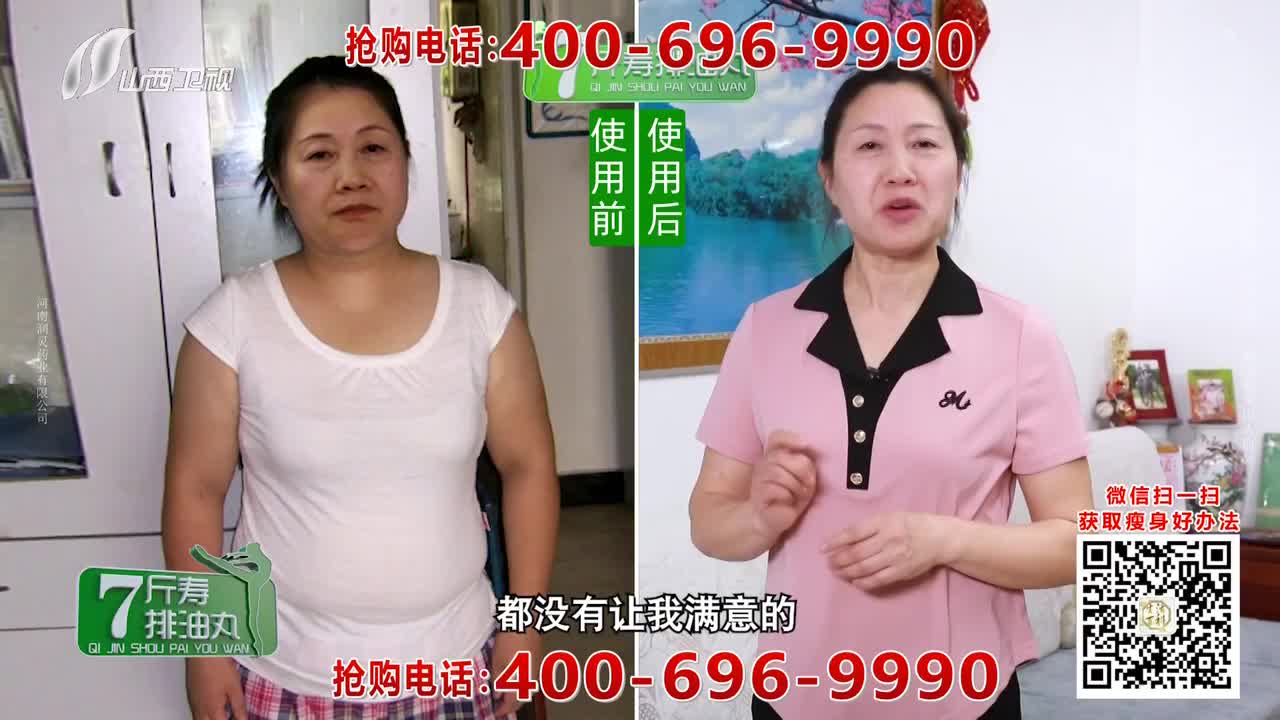 抢购电话:400-696-9990
山西卫视
7斤寿排油丸
QI JIN SHOU PAI YOU WAN
使用前
使用后
河南润灵药业有限公司
M
微信扫一扫
获取瘦身好办法
7斤寿
排油丸
QI JIN SHOU PAI YOU WAN
都没有让我满意的
抢购电话:400-696-9990